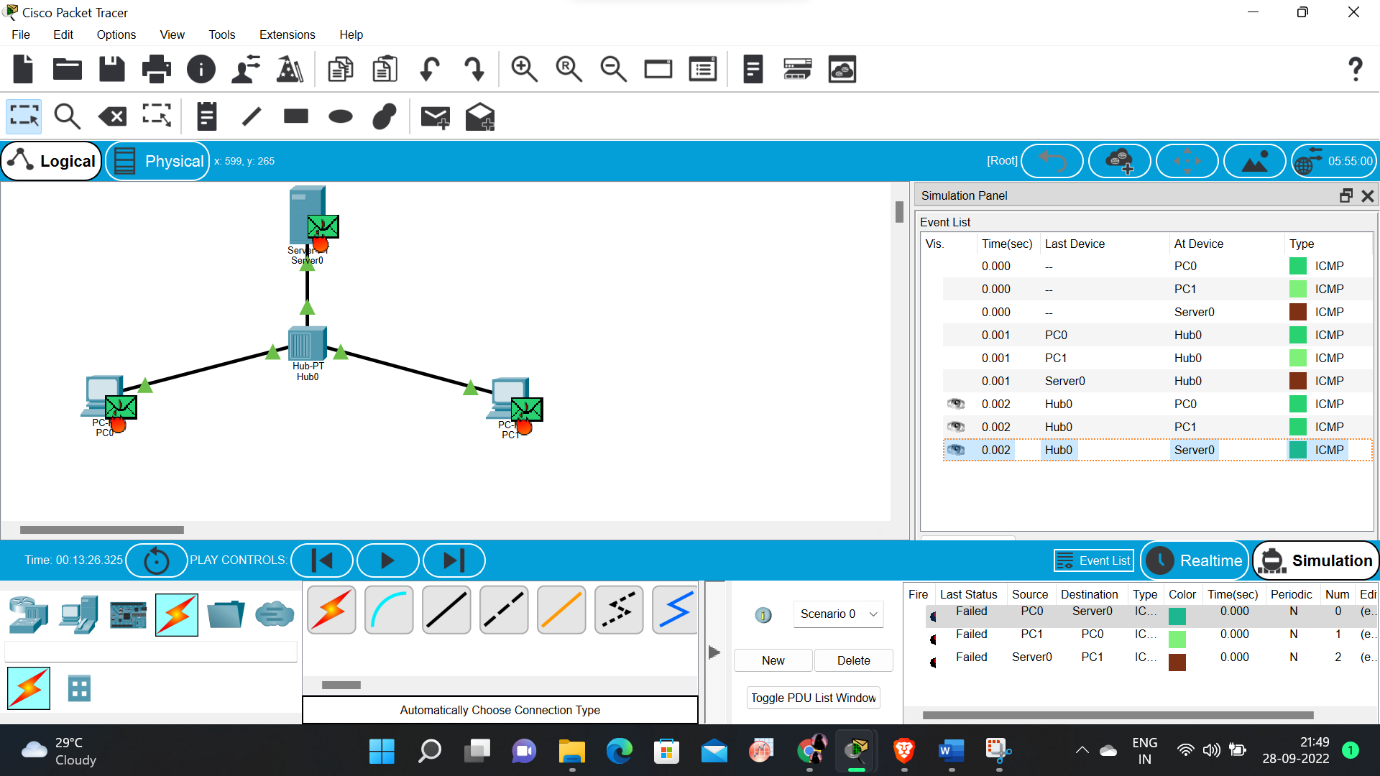 Cisco Packet Tracer
File Edit Options View Tools Extensions Help
?
Logical Physical x: 599, y: 265 [Root] 05:55:00
Simulation Panel
Event List
Vis. Time(sec) Last Device At Device Type
0.000 -- PC0 ICMP
0.000 -- PC1 ICMP
0.000 -- Server0 ICMP
0.001 PC0 Hub0 ICMP
0.001 PC1 Hub0 ICMP
0.001 Server0 Hub0 ICMP
0.002 Hub0 PC0 ICMP
0.002 Hub0 PC1 ICMP
0.002 Hub0 Server0 ICMP
Server0
Hub-PT
Hub0
PC0
PC1
Time: 00:13:26.325 PLAY CONTROLS: Event List Realtime Simulation
Automatically Choose Connection Type
Scenario 0
New Delete
Toggle PDU List Window
Fire Last Status Source Destination Type Color Time(sec) Periodic Num Edi
Failed PC0 Server0 IC... 0.000 N 0 (e...
Failed PC1 PC0 IC... 0.000 N 1 (e...
Failed Server0 PC1 IC... 0.000 N 2 (e...
29°C
Cloudy
ENG
IN
21:49
28-09-2022
1